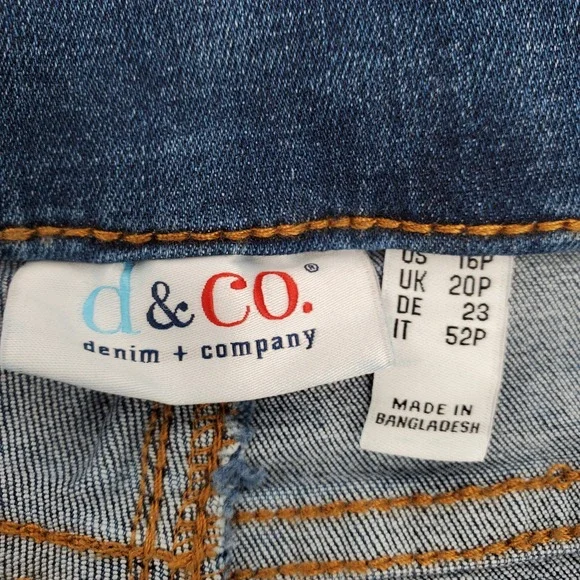 d&co.®
denim + company
US 16P
UK 20P
DE 23
IT 52P
MADE IN
BANGLADESH